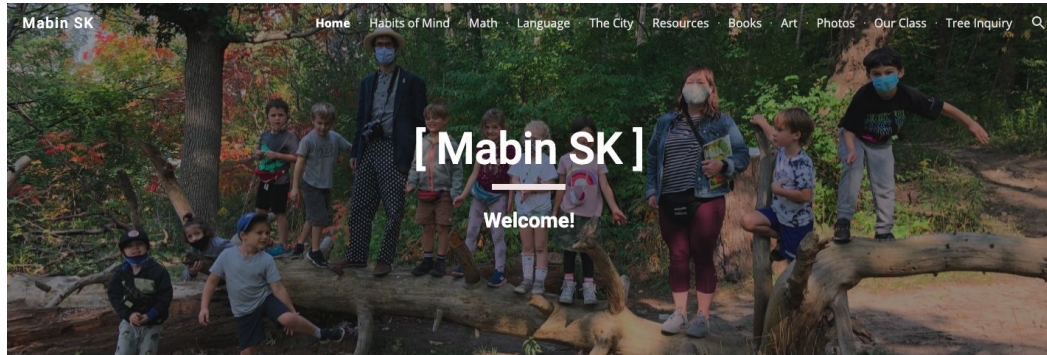 Mabin SK
Home · Habits of Mind · Math · Language · The City · Resources · Books · Art · Photos · Our Class · Tree Inquiry
[ Mabin SK ]
Welcome!